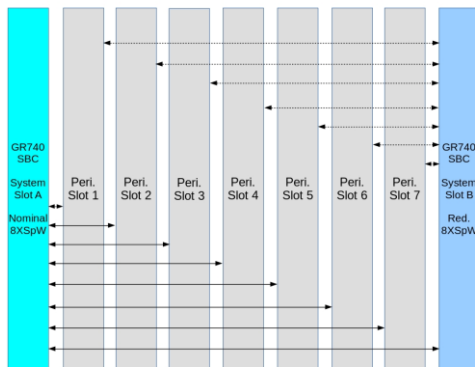 GR740
SBC
System
Slot A
Nominal
8XSpW
Peri.
Slot 1
Peri.
Slot 2
Peri.
Slot 3
Peri.
Slot 4
Peri.
Slot 5
Peri.
Slot 6
Peri.
Slot 7
GR740
SBC
System
Slot B
Red.
8XSpW